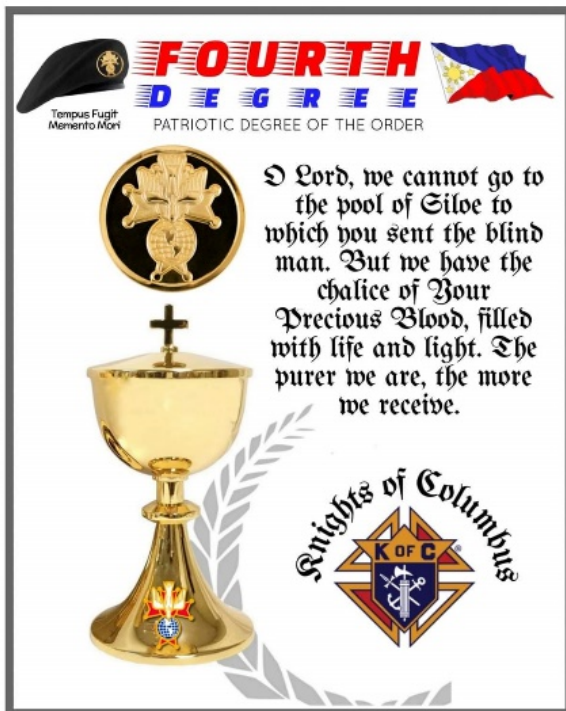 FOURTH
DEGREE
PATRIOTIC DEGREE OF THE ORDER
Tempus Fugit
Memento Mori
O Lord, we cannot go to
the pool of Siloe to
which you sent the blind
man. But we have the
chalice of Your
Precious Blood, filled
with life and light. The
purer we are, the more
we receive.
Knights of Columbus
K OF C
®